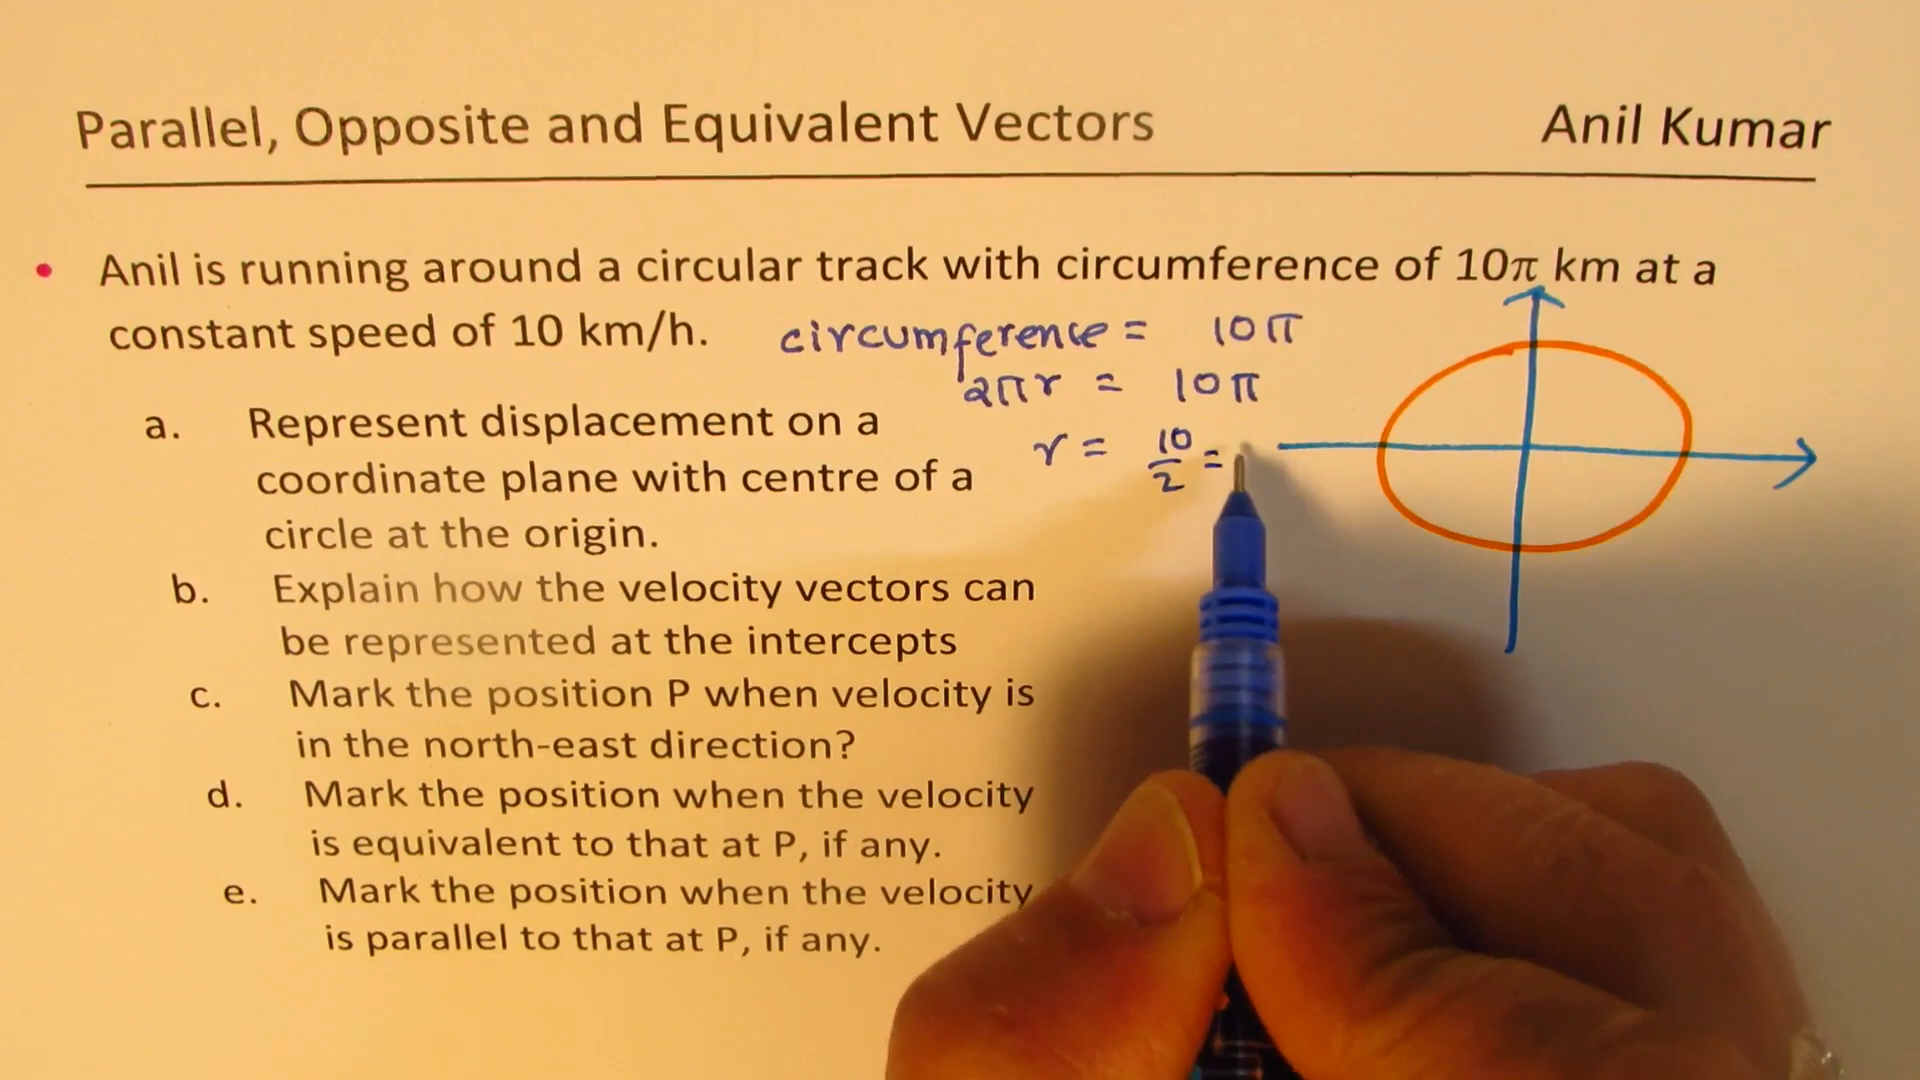 Parallel, Opposite and Equivalent Vectors Anil Kumar
• Anil is running around a circular track with circumference of 10π km at a
constant speed of 10 km/h.
circumference = 10π
2πr = 10π
r = 10/2 =
a. Represent displacement on a
coordinate plane with centre of a
circle at the origin.
b. Explain how the velocity vectors can
be represented at the intercepts
c. Mark the position P when velocity is
in the north-east direction?
d. Mark the position when the velocity
is equivalent to that at P, if any.
e. Mark the position when the velocity
is parallel to that at P, if any.